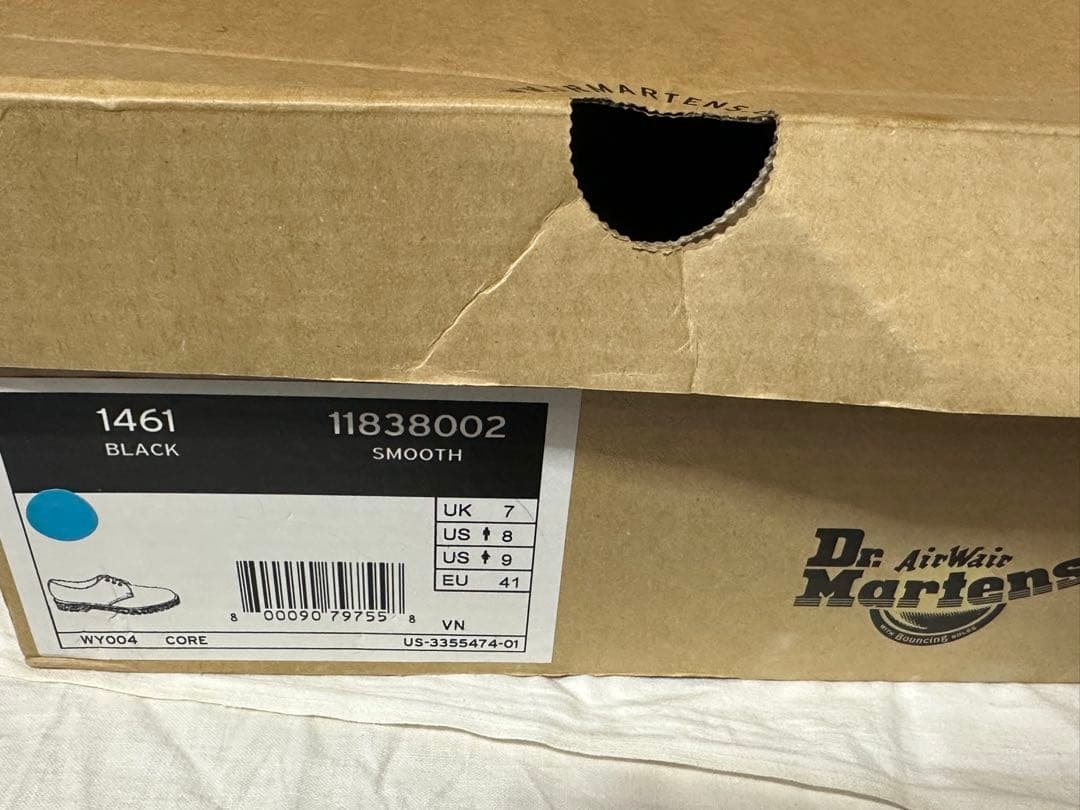 RMARTENS
1461
11838002
BLACK
SMOOTH
UK 7
US 8
US 9
EU 41
8 00090 79755 8
VN
WY004 CORE
US-3355474-01
Dr. AirWair
Martens
WITH Bouncing SOLES